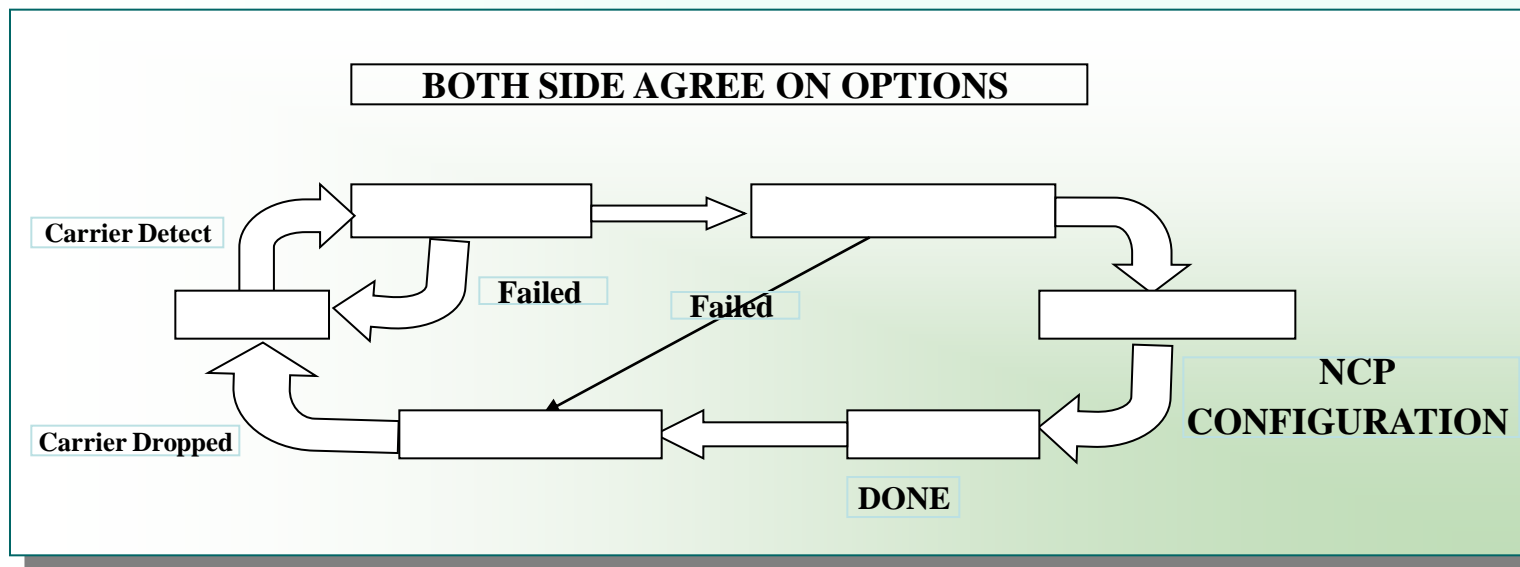 BOTH SIDE AGREE ON OPTIONS
Carrier Detect
Failed
Failed
NCP
CONFIGURATION
Carrier Dropped
DONE